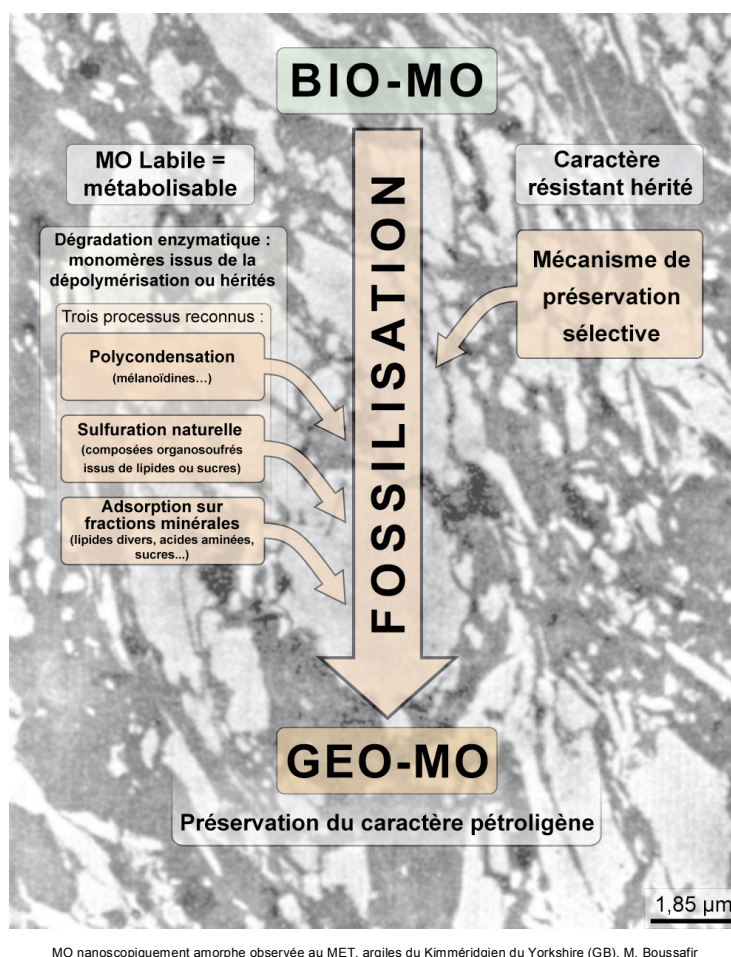 BIO-MO
MO Labile =
métabolisable
Caractère
résistant hérité
Dégradation enzymatique :
monomères issus de la
dépolymérisation ou hérités
Trois processus reconnus :
Polycondensation
(mélanoïdines…)
Sulfuration naturelle
(composées organosoufrés
issus de lipides ou sucres)
Adsorption sur
fractions minérales
(lipides divers, acides aminées,
sucres...)
FOSSILISATION
Mécanisme de
préservation
sélective
GEO-MO
Préservation du caractère pétroligène
1,85 µm
MO nanoscopiquement amorphe observée au MET, argiles du Kimméridgien du Yorkshire (GB). M. Boussafir